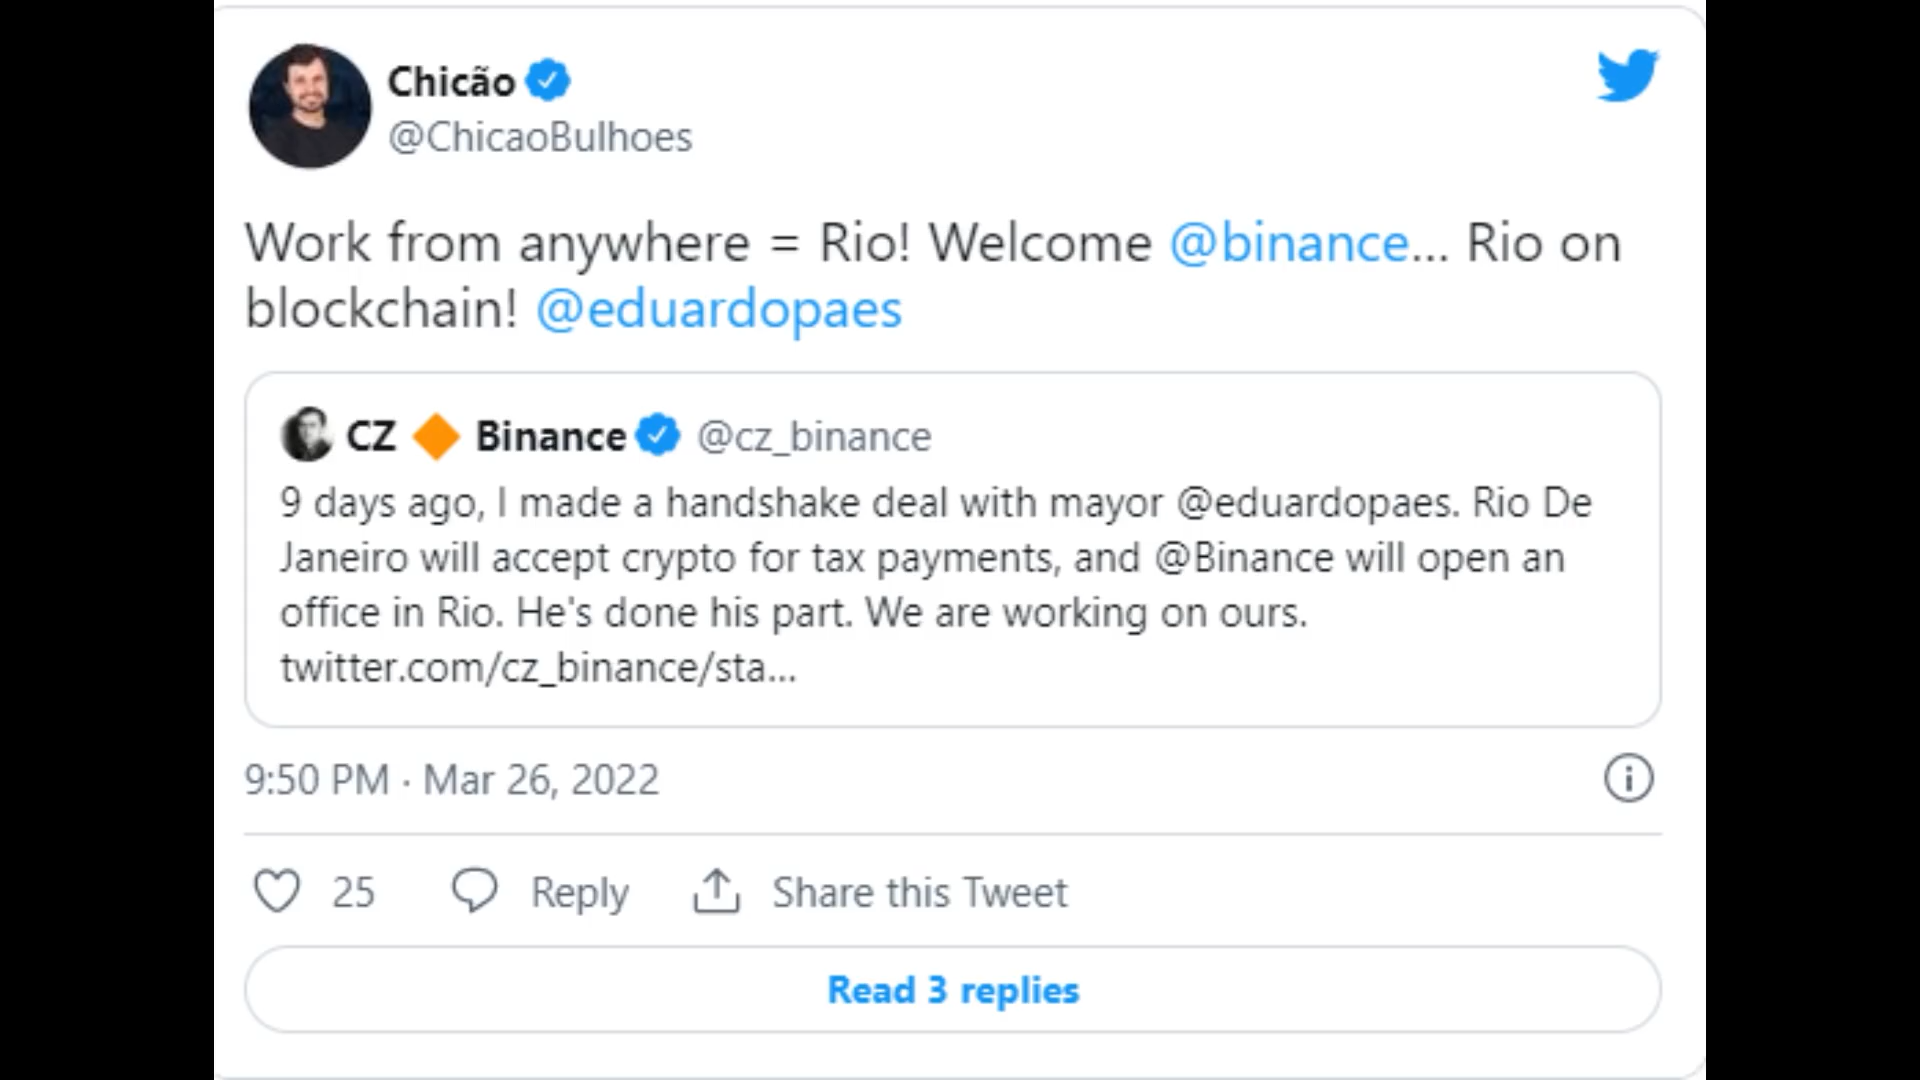 Chicão
@ChicaoBulhoes
Work from anywhere = Rio! Welcome @binance... Rio on
blockchain! @eduardopaes
CZ 🔶 Binance @cz_binance
9 days ago, I made a handshake deal with mayor @eduardopaes. Rio De
Janeiro will accept crypto for tax payments, and @Binance will open an
office in Rio. He's done his part. We are working on ours.
twitter.com/cz_binance/sta...
9:50 PM · Mar 26, 2022
25 Reply Share this Tweet
Read 3 replies